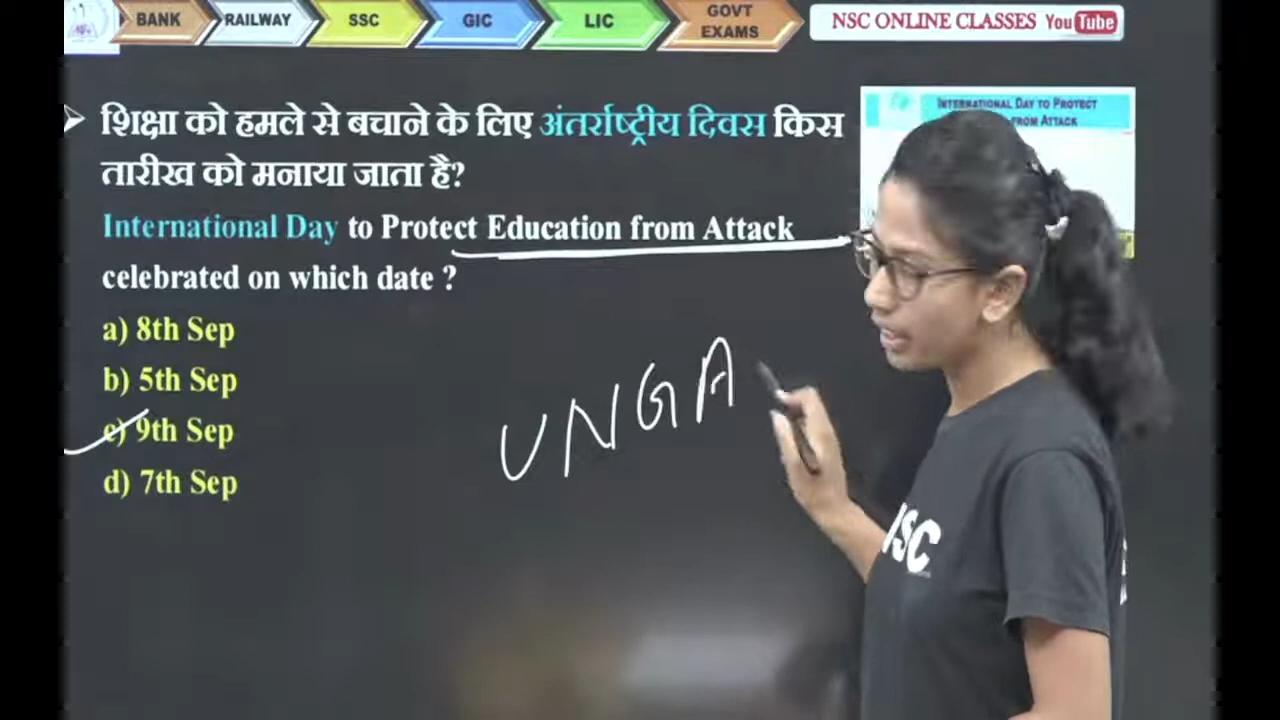 BANK
RAILWAY
SSC
GIC
LIC
GOVT
EXAMS
NSC ONLINE CLASSES YouTube
शिक्षा को हमले से बचाने के लिए अंतर्राष्ट्रीय दिवस किस
तारीख को मनाया जाता है?
International Day to Protect Education from Attack
celebrated on which date ?
a) 8th Sep
b) 5th Sep
c) 9th Sep
d) 7th Sep
INTERNATIONAL DAY TO PROTECT
FROM ATTACK
UNGA
SC